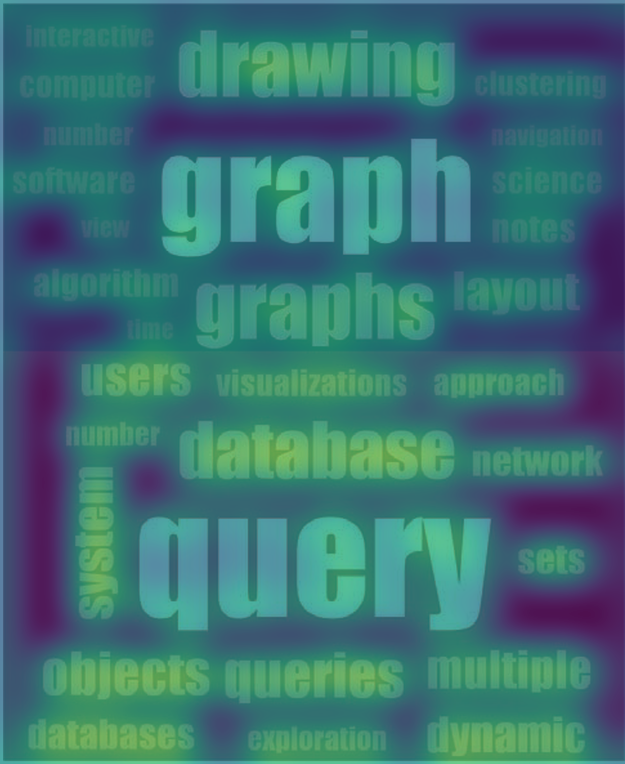 interactive drawing
computer clustering
number navigation
software graph science
view notes
algorithm graphs layout
time
users visualizations approach
number database network
system query sets
objects queries multiple
databases exploration dynamic